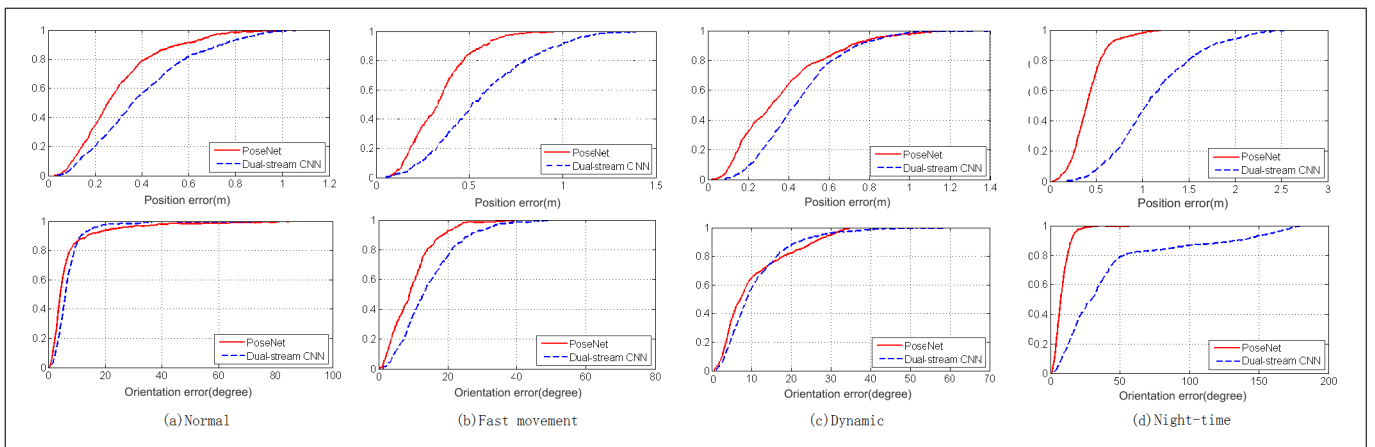 1
0.8
0.6
0.4
0.2
0
0 0.2 0.4 0.6 0.8 1 1.2
PoseNet
Dual-stream CNN
Position error(m)
1
0.8
0.6
0.4
0.2
0
0 0.5 1 1.5
PoseNet
Dual-stream CNN
Position error(m)
1
0.8
0.6
0.4
0.2
0
0 0.2 0.4 0.6 0.8 1 1.2 1.4
PoseNet
Dual-stream CNN
Position error(m)
1
0.8
0.6
0.4
0.2
0
0 0.5 1 1.5 2 2.5 3
PoseNet
Dual-stream CNN
Position error(m)
1
0.8
0.6
0.4
0.2
0
0 20 40 60 80 100
PoseNet
Dual-stream CNN
Orientation error(degree)
(a)Normal
1
0.8
0.6
0.4
0.2
0
0 20 40 60 80
PoseNet
Dual-stream CNN
Orientation error(degree)
(b)Fast movement
1
0.8
0.6
0.4
0.2
0
0 10 20 30 40 50 60 70
PoseNet
Dual-stream CNN
Orientation error(degree)
(c)Dynamic
1
0.8
0.6
0.4
0.2
0
0 50 100 150 200
PoseNet
Dual-stream CNN
Orientation error(degree)
(d)Night-time